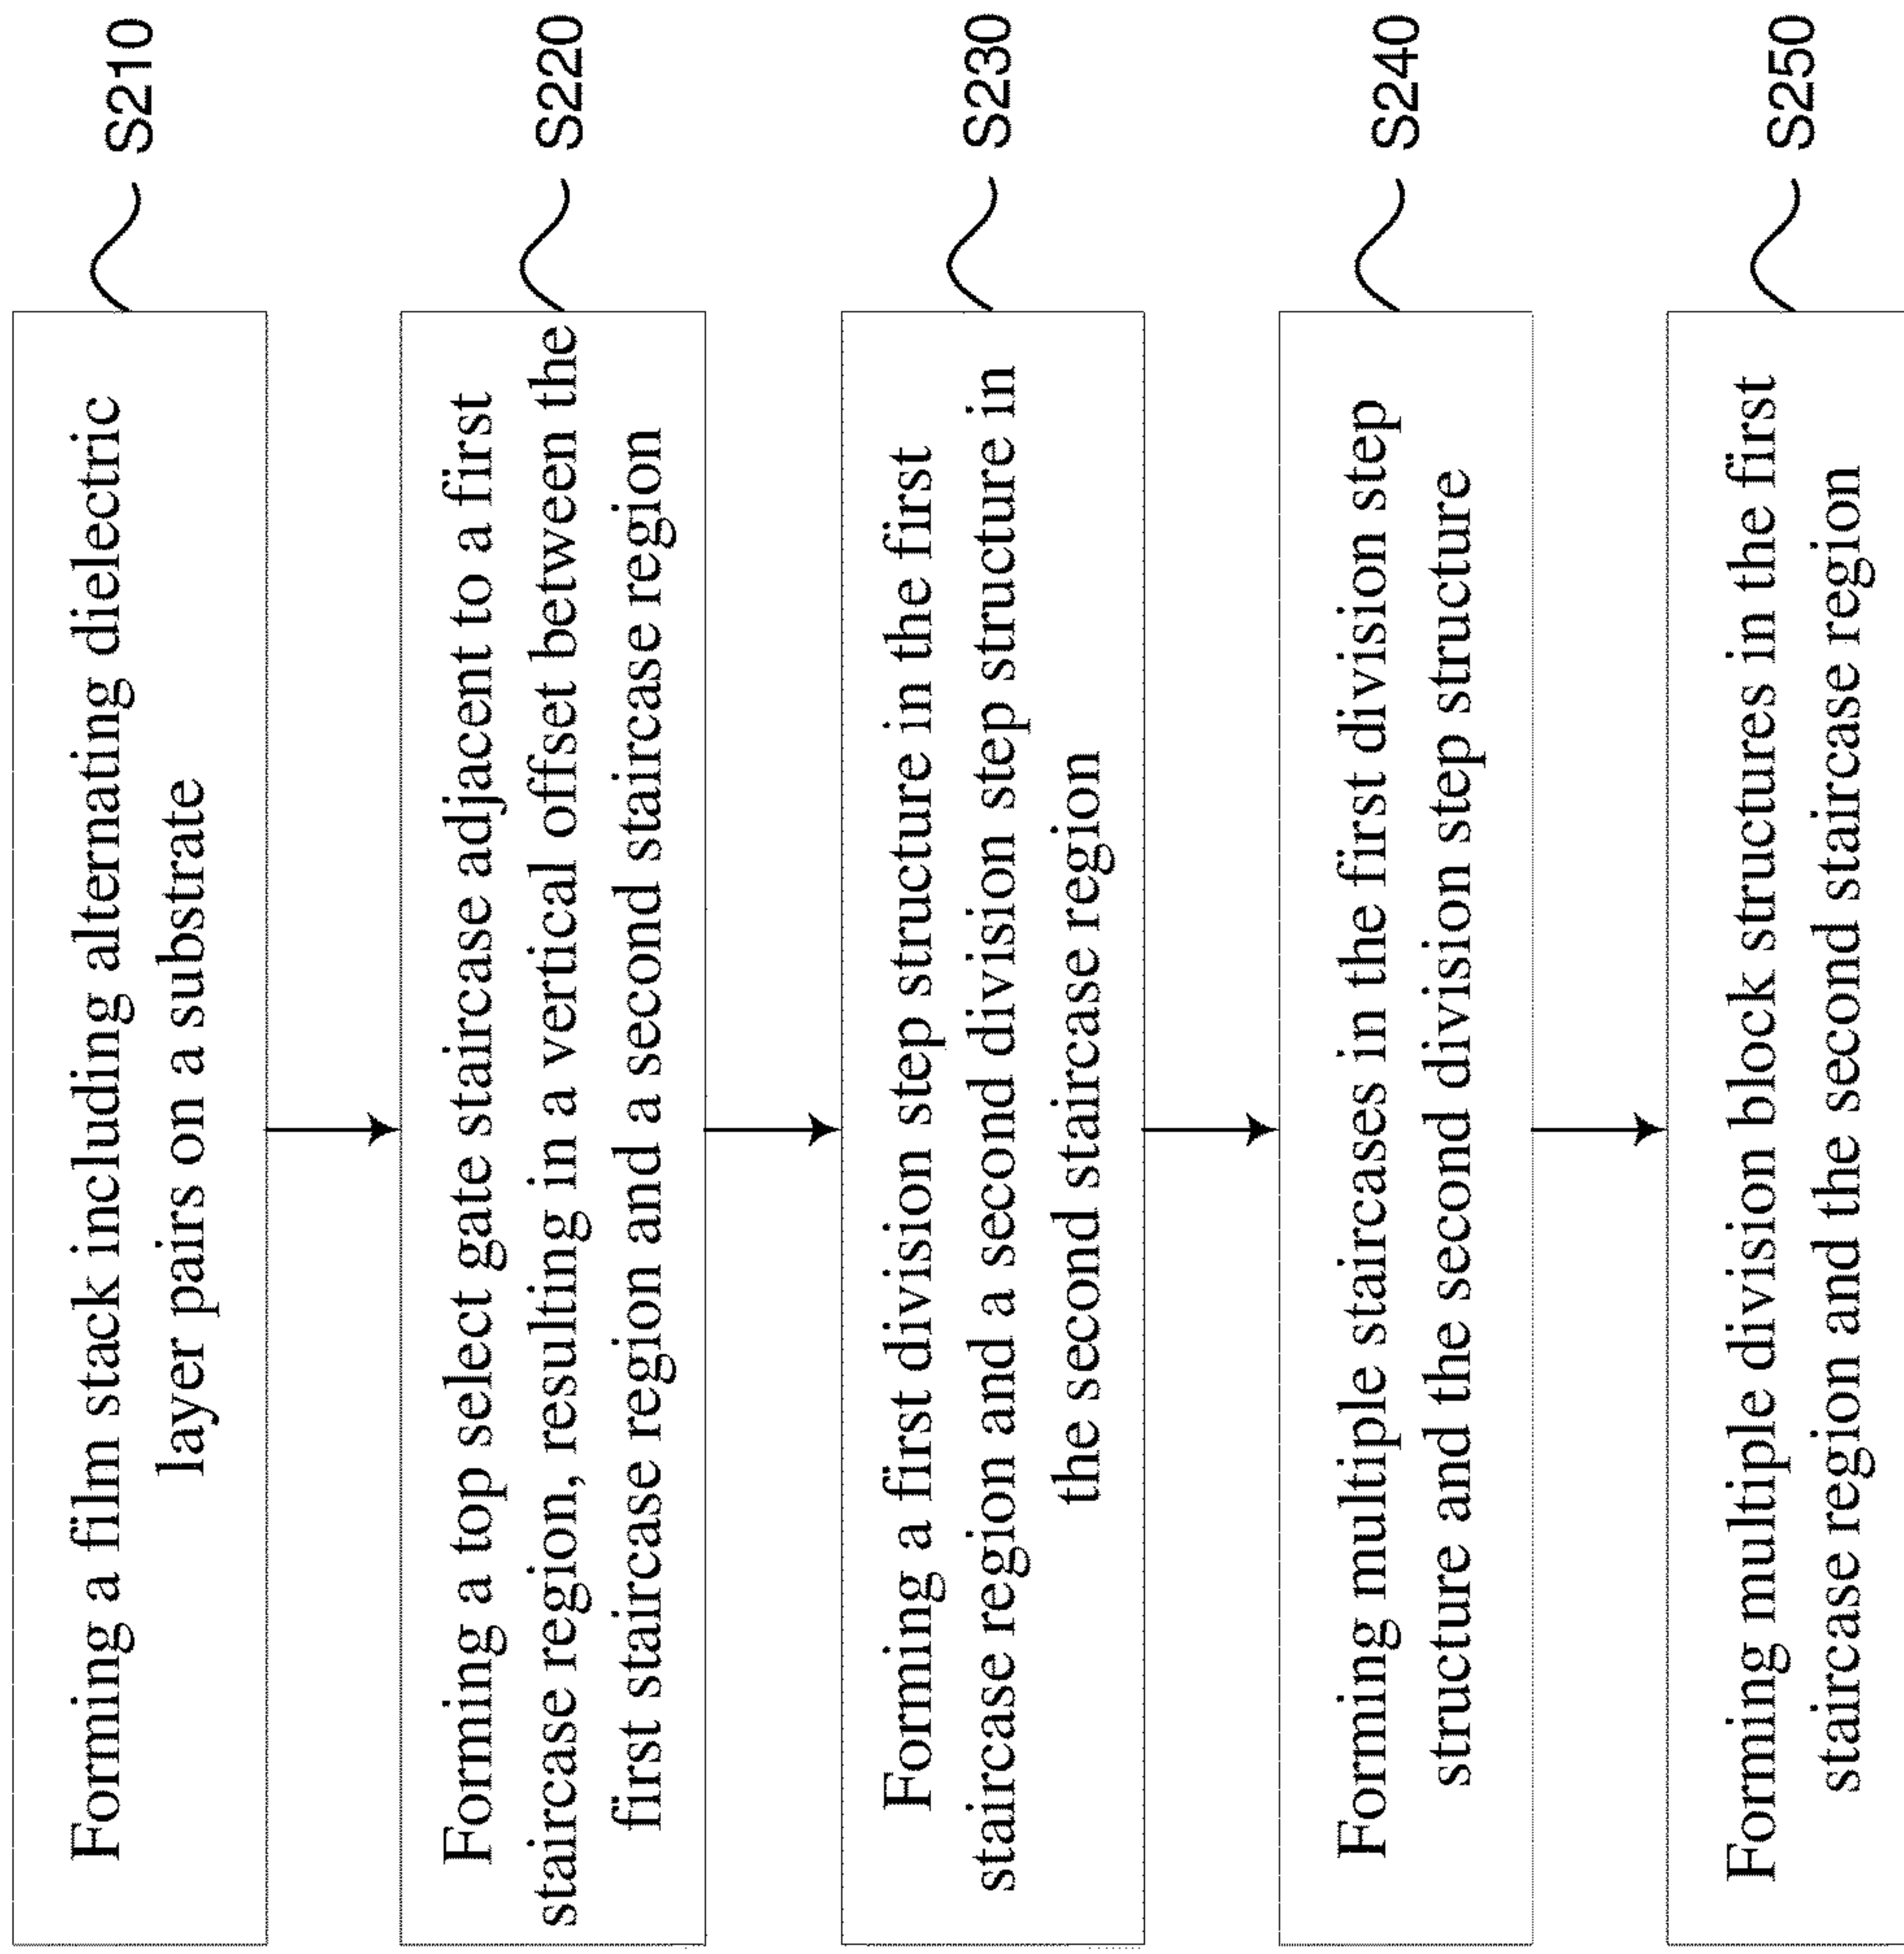 Forming a film stack including alternating dielectric
layer pairs on a substrate
S210
Forming a top select gate staircase adjacent to a first
staircase region, resulting in a vertical offset between the
first staircase region and a second staircase region
S220
Forming a first division step structure in the first
staircase region and a second division step structure in
the second staircase region
S230
Forming multiple staircases in the first division step
structure and the second division step structure
S240
Forming multiple division block structures in the first
staircase region and the second staircase region
S250